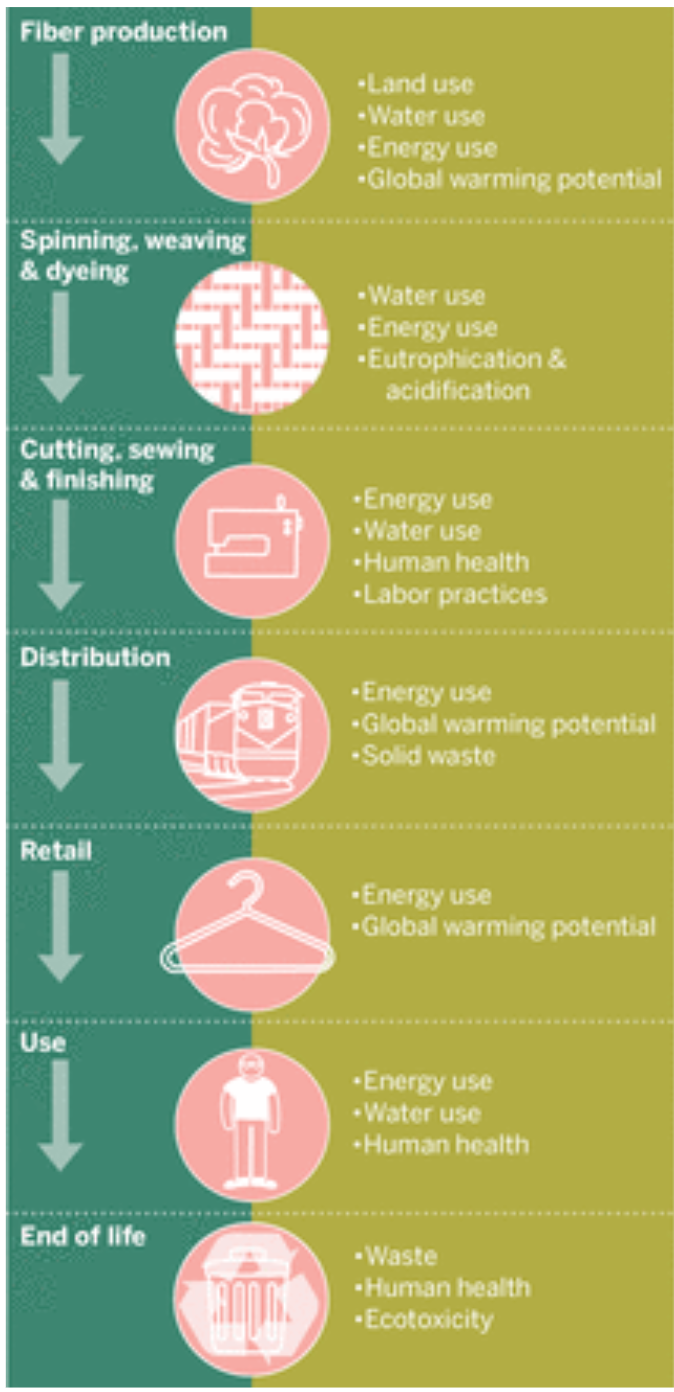 Fiber production
•Land use
•Water use
•Energy use
•Global warming potential
Spinning, weaving
& dyeing
•Water use
•Energy use
•Eutrophication &
acidification
Cutting, sewing
& finishing
•Energy use
•Water use
•Human health
•Labor practices
Distribution
•Energy use
•Global warming potential
•Solid waste
Retail
•Energy use
•Global warming potential
Use
•Energy use
•Water use
•Human health
End of life
•Waste
•Human health
•Ecotoxicity